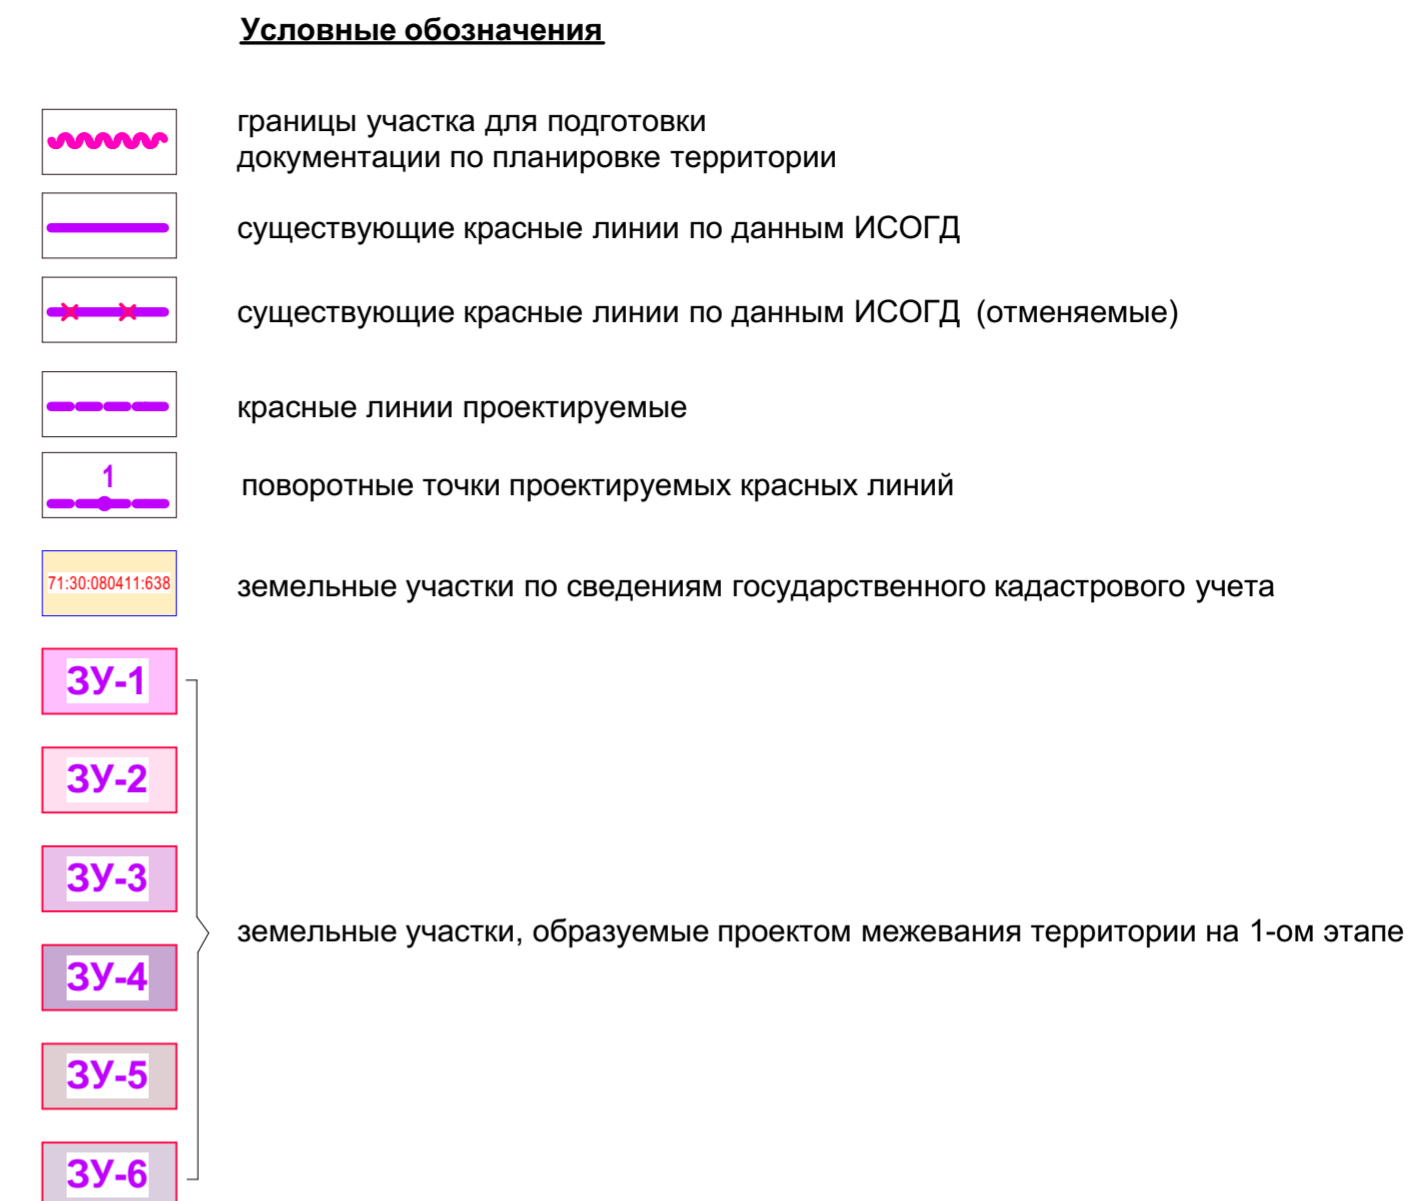 Условные обозначения
границы участка для подготовки
документации по планировке территории
существующие красные линии по данным ИСОГД
существующие красные линии по данным ИСОГД (отменяемые)
красные линии проектируемые
1
поворотные точки проектируемых красных линий
71:30:080411:638
земельные участки по сведениям государственного кадастрового учета
ЗУ-1
ЗУ-2
ЗУ-3
земельные участки, образуемые проектом межевания территории на 1-ом этапе
ЗУ-4
ЗУ-5
ЗУ-6